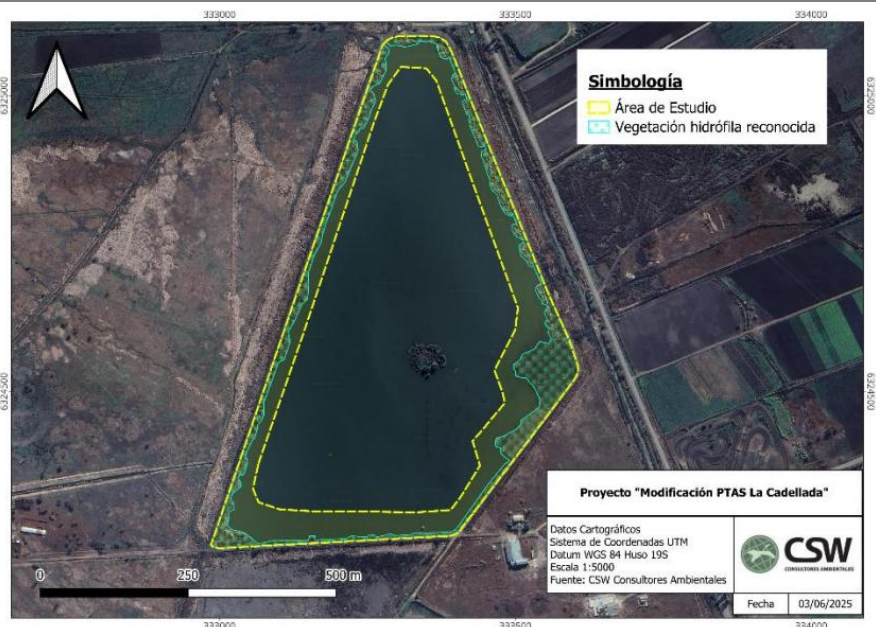 333000
333500
334000
6325000
6325000
Simbología
Área de Estudio
Vegetación hidrófila reconocida
6324500
6324500
Proyecto "Modificación PTAS La Cadellada"
Datos Cartográficos
Sistema de Coordenadas UTM
Datum WGS 84 Huso 19S
Escala 1:5000
Fuente: CSW Consultores Ambientales
CSW
CONSULTORES AMBIENTALES
Fecha
03/06/2025
0
250
500 m
333000
333500
334000